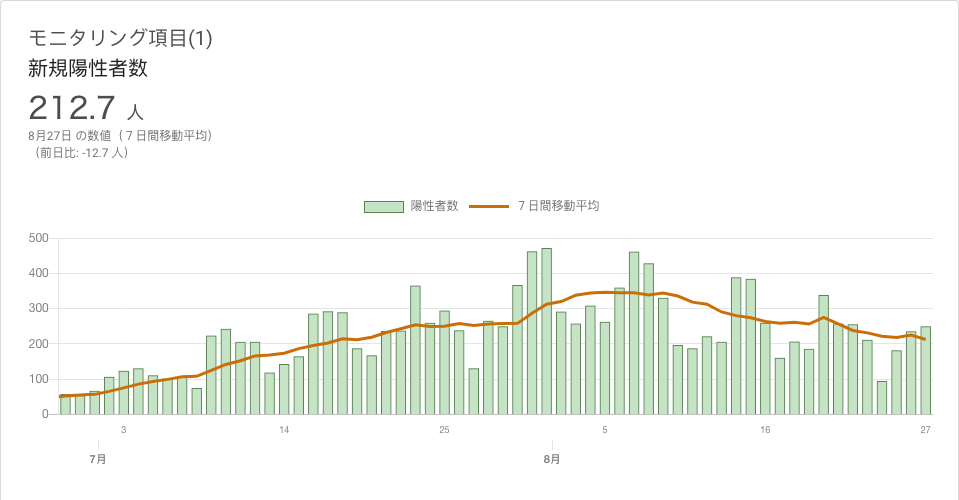 モニタリング項目(1)
新規陽性者数
212.7 人
8月27日 の数値（７日間移動平均）
（前日比: -12.7 人）
陽性者数 ７日間移動平均
500
400
300
200
100
0
3 14 25 5 16 27
7月 8月